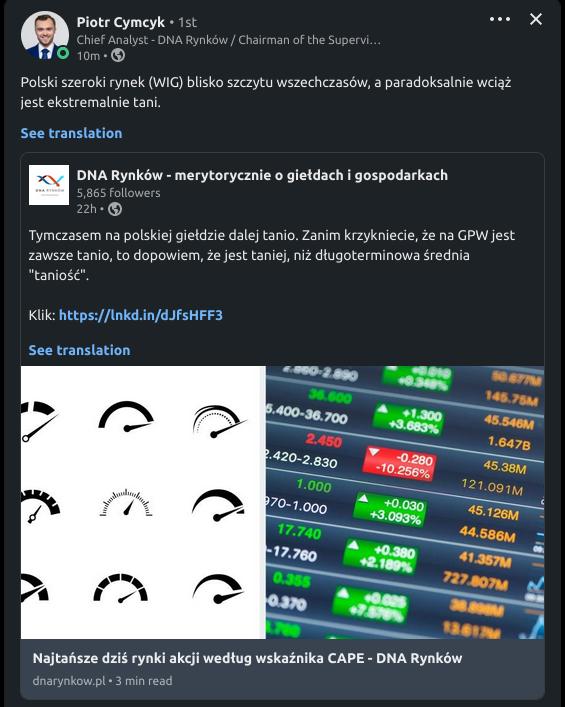 Piotr Cymcyk • 1st
Chief Analyst - DNA Rynków / Chairman of the Supervi...
10m •
Polski szeroki rynek (WIG) blisko szczytu wszechczasów, a paradoksalnie wciąż
jest ekstremalnie tani.
See translation
DNA RYNKÓW
DNA Rynków - merytorycznie o giełdach i gospodarkach
5,865 followers
22h •
Tymczasem na polskiej giełdzie dalej tanio. Zanim krzykniecie, że na GPW jest
zawsze tanio, to dopowiem, że jest taniej, niż długoterminowa średnia
"taniość".
Klik: https://lnkd.in/dJfsHFF3
See translation
2.860-2.890 +0.010 +0.348% 50.677M
36.600 145.75M
5.400-36.700 +1.300 +3.683% 45.546M
2.450 1.647B
2.420-2.830 -0.280 -10.256% 45.38M
1.000 121.091M
970-1.000 +0.030 +3.093% 45.126M
17.740 44.586M
-17.760 +0.380 +2.189% 41.357M
0.355 727.807M
-0.370 +0.025 +7.576% 38.898M
3.760 13.617M
Najtańsze dziś rynki akcji według wskaźnika CAPE - DNA Rynków
dnarynkow.pl • 3 min read